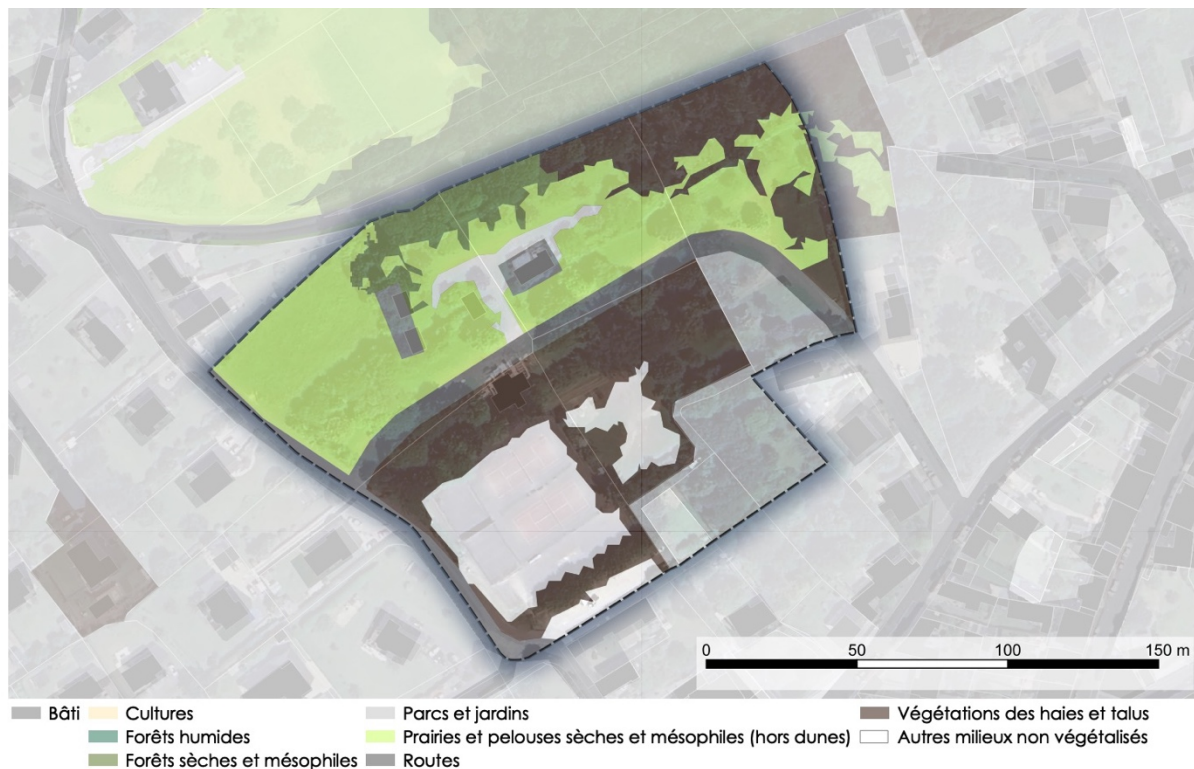 0 50 100 150 m
Bâti
Cultures
Forêts humides
Forêts sèches et mésophiles
Parcs et jardins
Prairies et pelouses sèches et mésophiles (hors dunes)
Routes
Végétations des haies et talus
Autres milieux non végétalisés